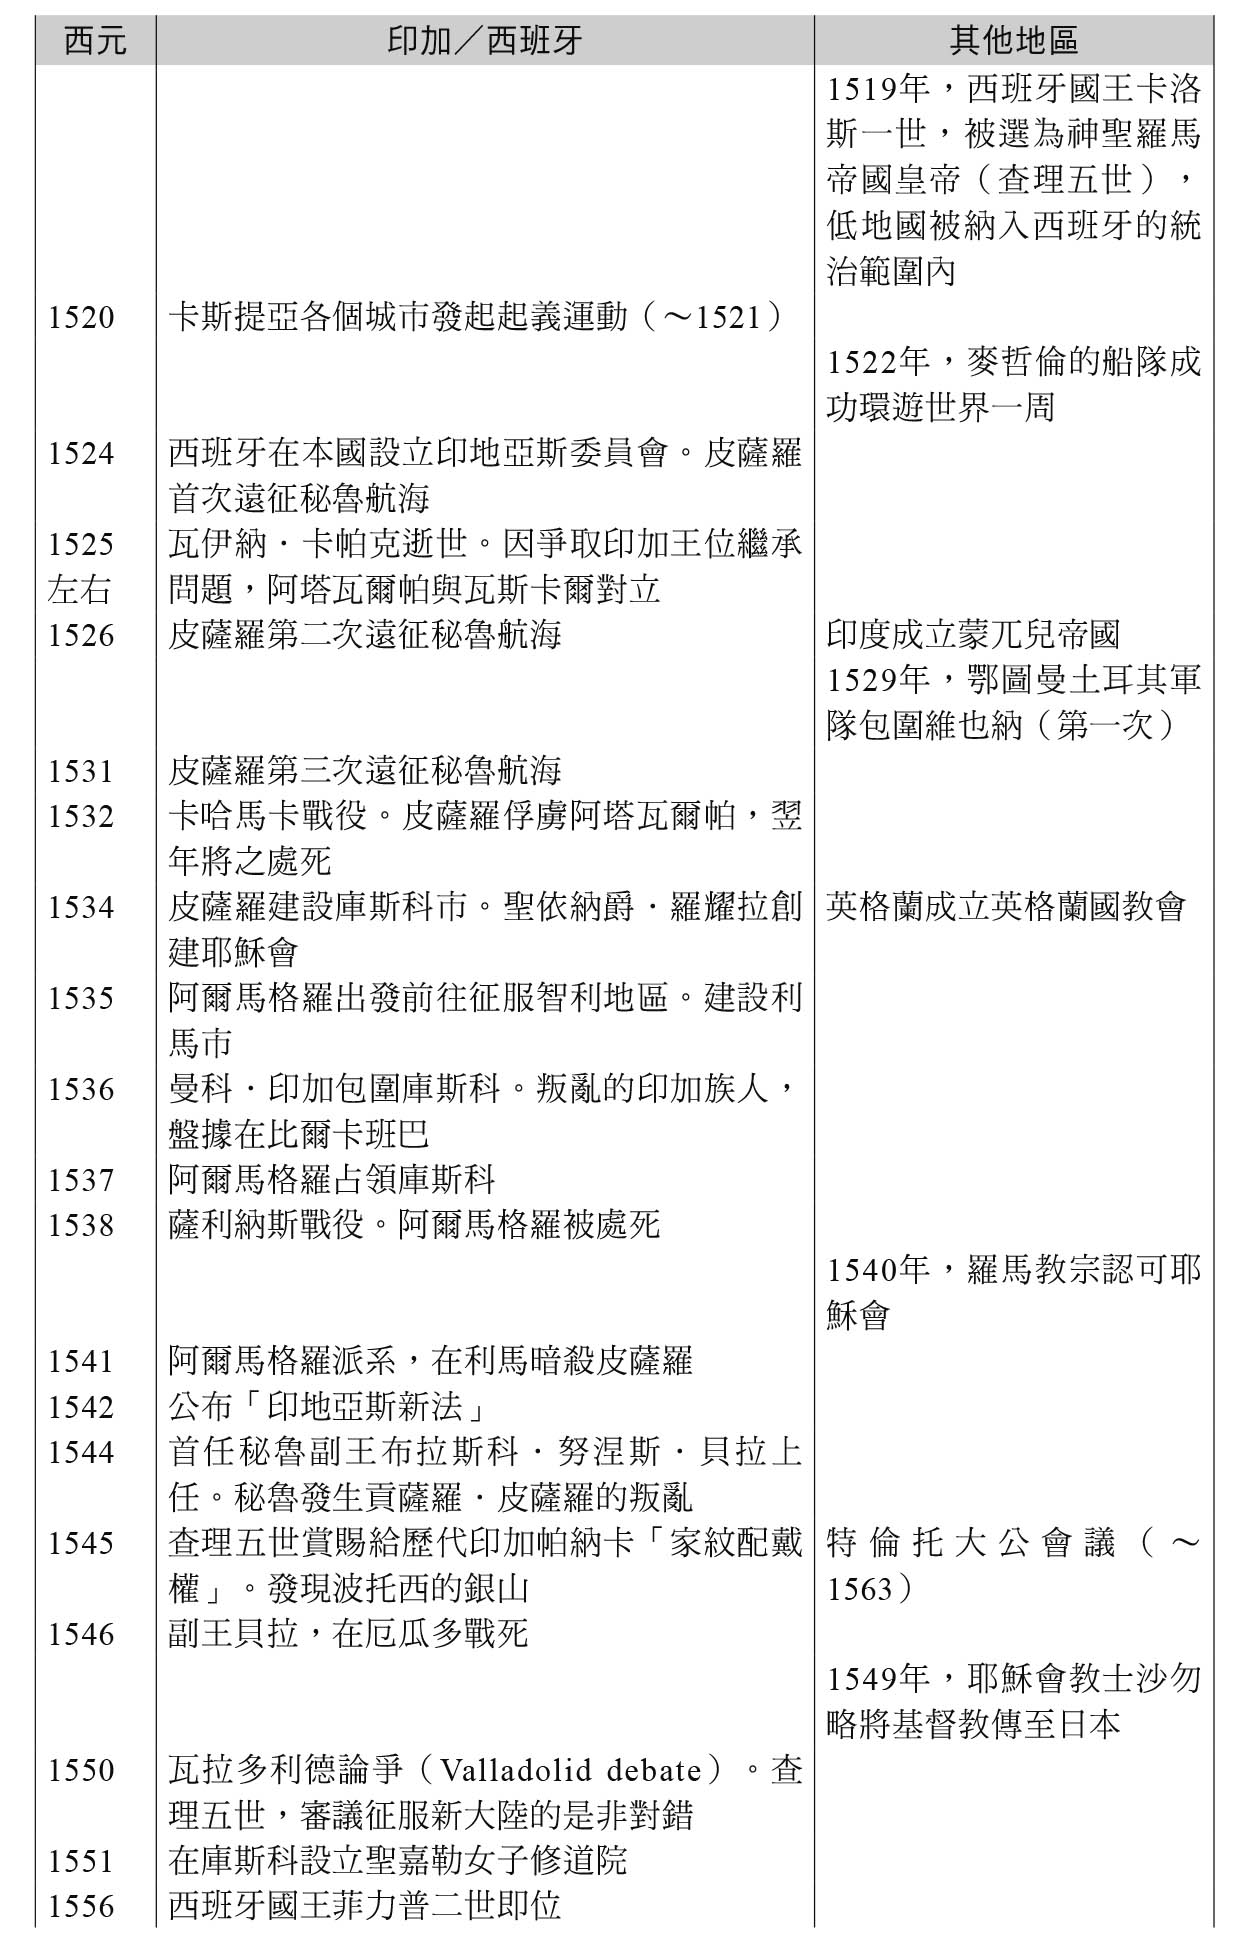 西元 印加／西班牙 其他地區
1519年，西班牙國王卡洛
斯一世，被選為神聖羅馬
帝國皇帝（查理五世），
低地國被納入西班牙的統
治範圍內
1520 卡斯提亞各個城市發起起義運動（～1521）
1522年，麥哲倫的船隊成
功環遊世界一周
1524 西班牙在本國設立印地亞斯委員會。皮薩羅
首次遠征秘魯航海
1525 瓦伊納．卡帕克逝世。因爭取印加王位繼承
左右 問題，阿塔瓦爾帕與瓦斯卡爾對立
1526 皮薩羅第二次遠征秘魯航海 印度成立蒙兀兒帝國
1529年，鄂圖曼土耳其軍
隊包圍維也納（第一次）
1531 皮薩羅第三次遠征秘魯航海
1532 卡哈馬卡戰役。皮薩羅俘虜阿塔瓦爾帕，翌
年將之處死
1534 皮薩羅建設庫斯科市。聖依納爵．羅耀拉創 英格蘭成立英格蘭國教會
建耶穌會
1535 阿爾馬格羅出發前往征服智利地區。建設利
馬市
1536 曼科．印加包圍庫斯科。叛亂的印加族人，
盤據在比爾卡班巴
1537 阿爾馬格羅占領庫斯科
1538 薩利納斯戰役。阿爾馬格羅被處死
1540年，羅馬教宗認可耶
穌會
1541 阿爾馬格羅派系，在利馬暗殺皮薩羅
1542 公布「印地亞斯新法」
1544 首任秘魯副王布拉斯科．努涅斯．貝拉上
任。秘魯發生貢薩羅．皮薩羅的叛亂
1545 查理五世賞賜給歷代印加帕納卡「家紋配戴 特倫托大公會議（～
權」。發現波托西的銀山 1563）
1546 副王貝拉，在厄瓜多戰死
1549年，耶穌會教士沙勿
略將基督教傳至日本
1550 瓦拉多利德論爭（Valladolid debate）。查
理五世，審議征服新大陸的是非對錯
1551 在庫斯科設立聖嘉勒女子修道院
1556 西班牙國王菲力普二世即位